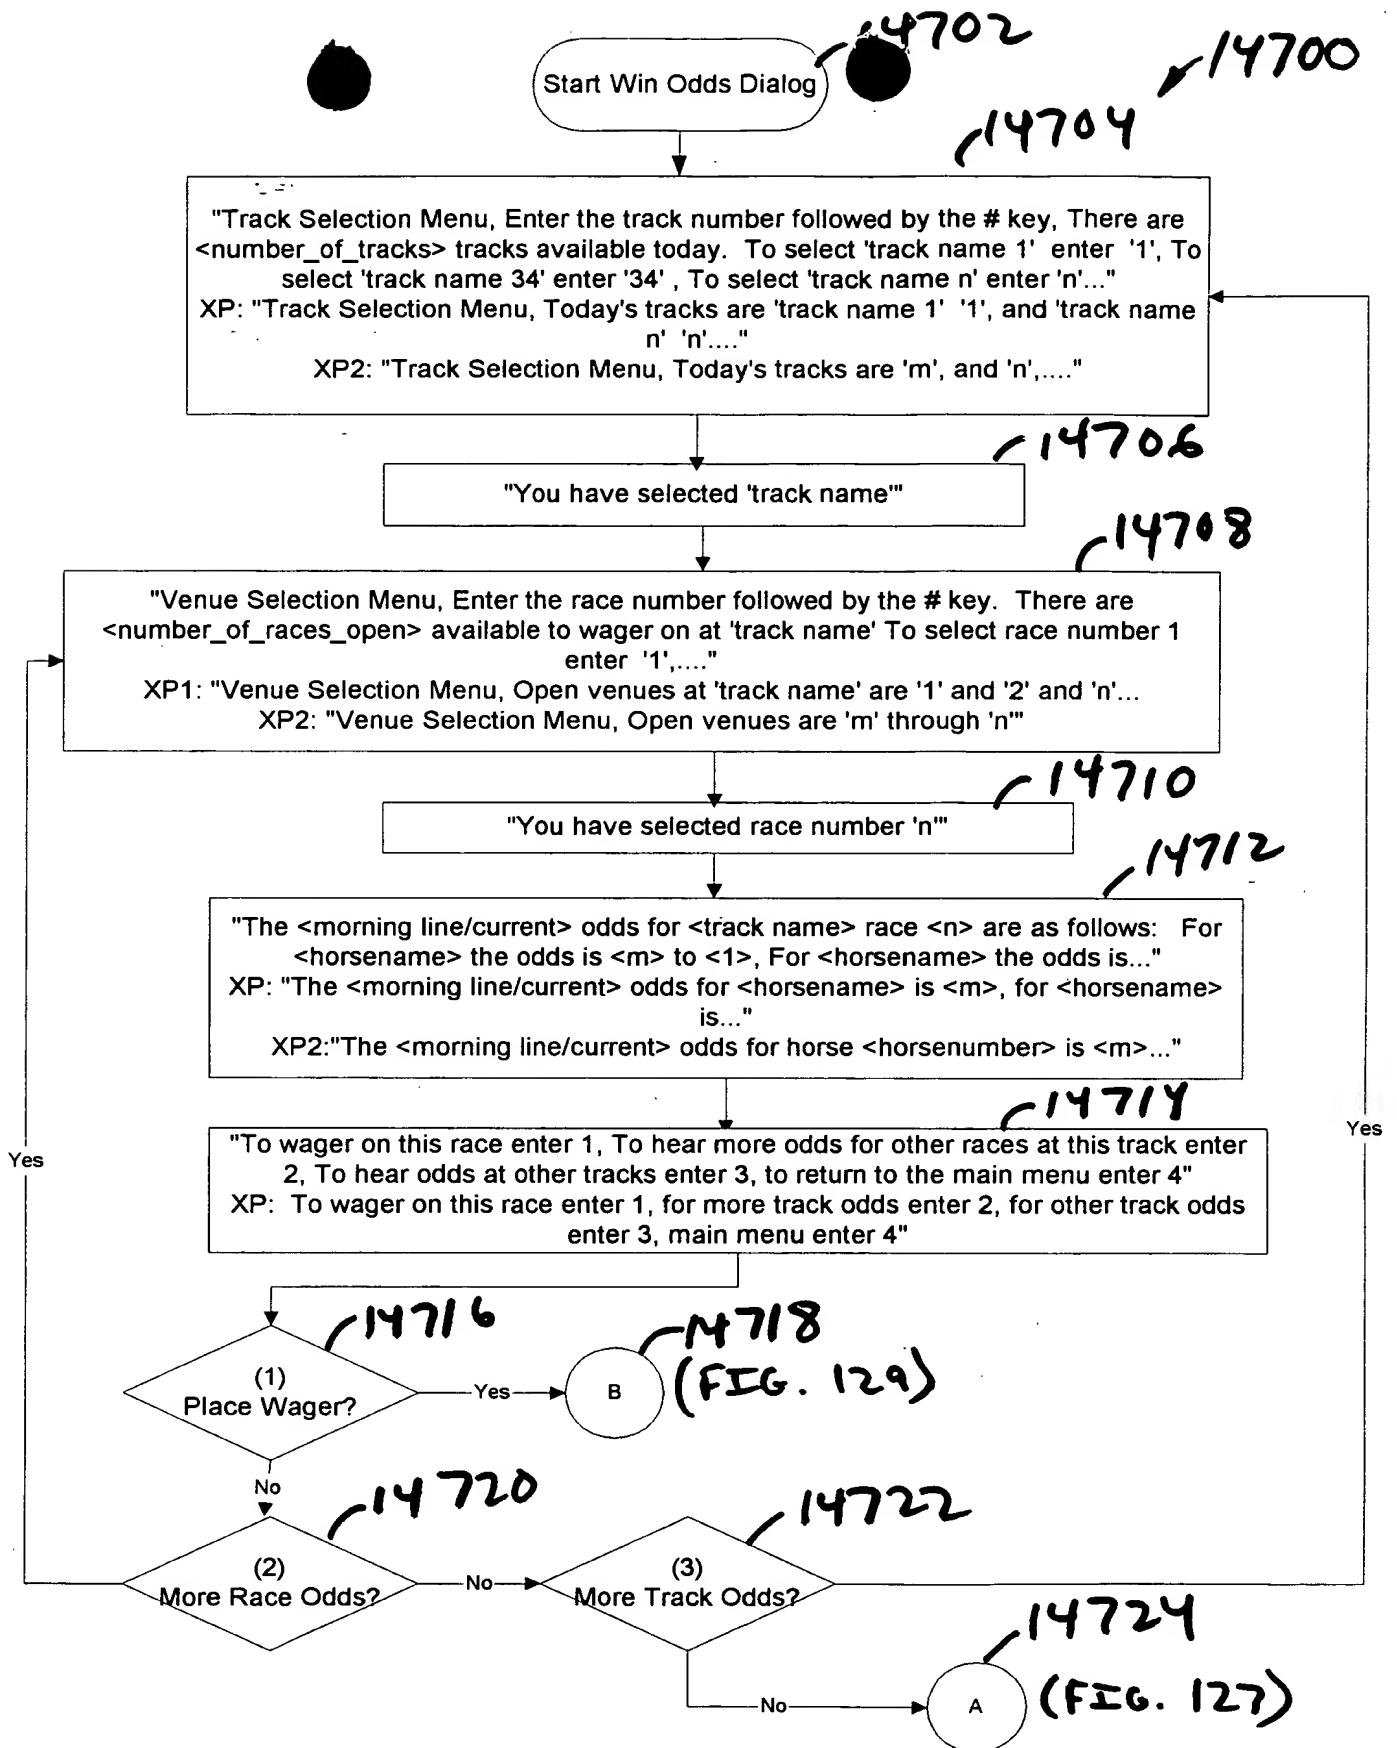 14702
14700
Start Win Odds Dialog
14704
"Track Selection Menu, Enter the track number followed by the # key, There are
<number_of_tracks> tracks available today.  To select 'track name 1'  enter  '1', To
select 'track name 34' enter '34' , To select 'track name n' enter 'n'..."
XP: "Track Selection Menu, Today's tracks are 'track name 1'  '1', and 'track name
n'  'n'...."
XP2: "Track Selection Menu, Today's tracks are 'm', and 'n',...."
14706
"You have selected 'track name'"
14708
"Venue Selection Menu, Enter the race number followed by the # key.  There are
<number_of_races_open> available to wager on at 'track name' To select race number 1
enter  '1',...."
XP1: "Venue Selection Menu, Open venues at 'track name' are '1' and '2' and 'n'...
XP2: "Venue Selection Menu, Open venues are 'm' through 'n'"
14710
"You have selected race number 'n'"
14712
"The <morning line/current> odds for <track name> race <n> are as follows:   For
<horsename> the odds is <m> to <1>, For <horsename> the odds is..."
XP: "The <morning line/current> odds for <horsename> is <m>, for <horsename>
is..."
XP2:"The <morning line/current> odds for horse <horsenumber> is <m>..."
14714
"To wager on this race enter 1, To hear more odds for other races at this track enter
2, To hear odds at other tracks enter 3, to return to the main menu enter 4"
XP:  To wager on this race enter 1, for more track odds enter 2, for other track odds
enter 3, main menu enter 4"
Yes
Yes
14716
(1)
Place Wager?
Yes
B
14718
(FIG. 129)
No
14720
(2)
More Race Odds?
No
14722
(3)
More Track Odds?
No
14724
A
(FIG. 127)